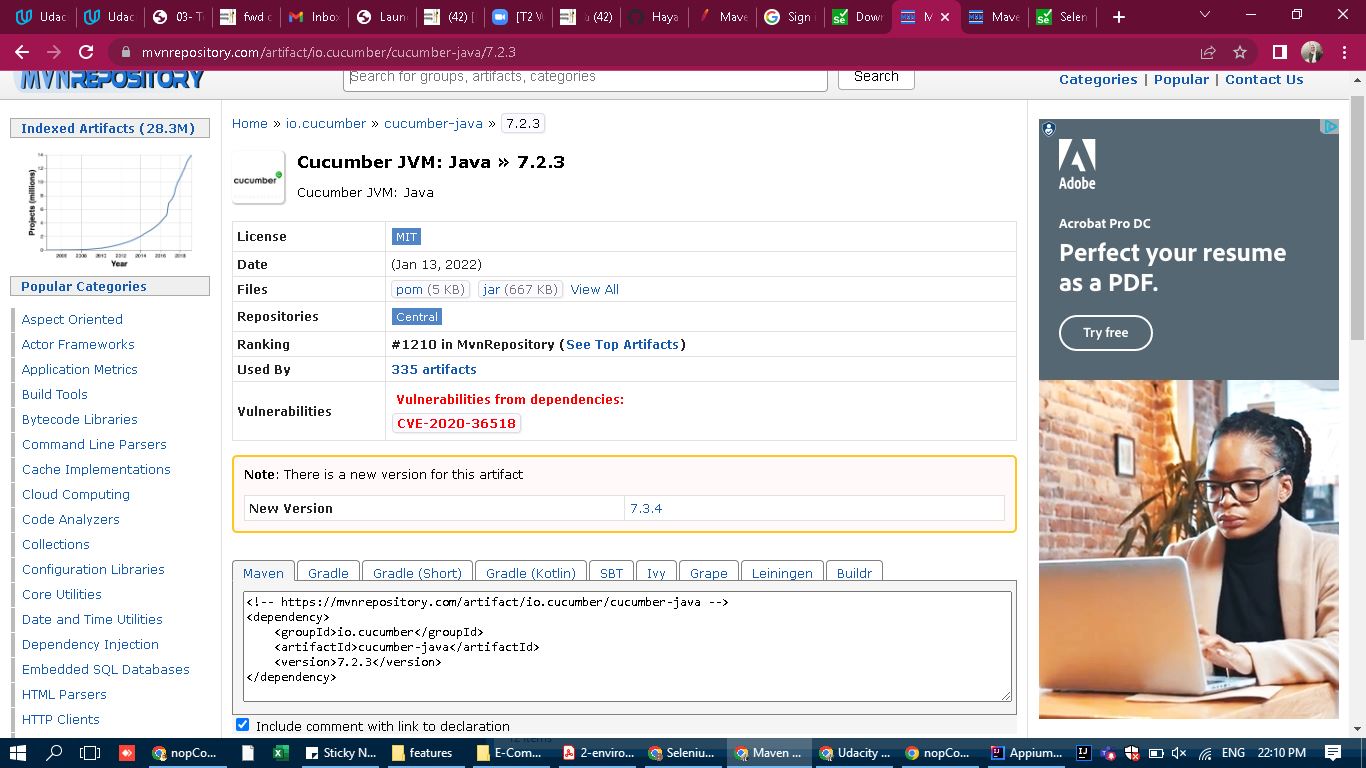 Udac
Udac
03- T
fwd c
Inbox
Laun
(42) [
[T2 V
(42)
Haya
Mave
Sign i
Down
M
Mave
Selen
mvnrepository.com/artifact/io.cucumber/cucumber-java/7.2.3
MVNREPOSITORY
Search for groups, artifacts, categories
Search
Categories | Popular | Contact Us
Indexed Artifacts (28.3M)
Projects (millions)
Year
Popular Categories
Aspect Oriented
Actor Frameworks
Application Metrics
Build Tools
Bytecode Libraries
Command Line Parsers
Cache Implementations
Cloud Computing
Code Analyzers
Collections
Configuration Libraries
Core Utilities
Date and Time Utilities
Dependency Injection
Embedded SQL Databases
HTML Parsers
HTTP Clients
Home » io.cucumber » cucumber-java » 7.2.3
cucumber
Cucumber JVM: Java » 7.2.3
Cucumber JVM: Java
License MIT
Date (Jan 13, 2022)
Files pom (5 KB) jar (667 KB) View All
Repositories Central
Ranking #1210 in MvnRepository (See Top Artifacts)
Used By 335 artifacts
Vulnerabilities Vulnerabilities from dependencies:
CVE-2020-36518
Note: There is a new version for this artifact
New Version 7.3.4
Maven Gradle Gradle (Short) Gradle (Kotlin) SBT Ivy Grape Leiningen Buildr
<!-- https://mvnrepository.com/artifact/io.cucumber/cucumber-java -->
<dependency>
    <groupId>io.cucumber</groupId>
    <artifactId>cucumber-java</artifactId>
    <version>7.2.3</version>
</dependency>
Include comment with link to declaration
Adobe
Acrobat Pro DC
Perfect your resume
as a PDF.
Try free
nopCo...
Sticky N...
features
E-Com...
2-enviro...
Seleniu...
Maven ...
Udacity ...
nopCo...
Appium...
ENG
22:10 PM